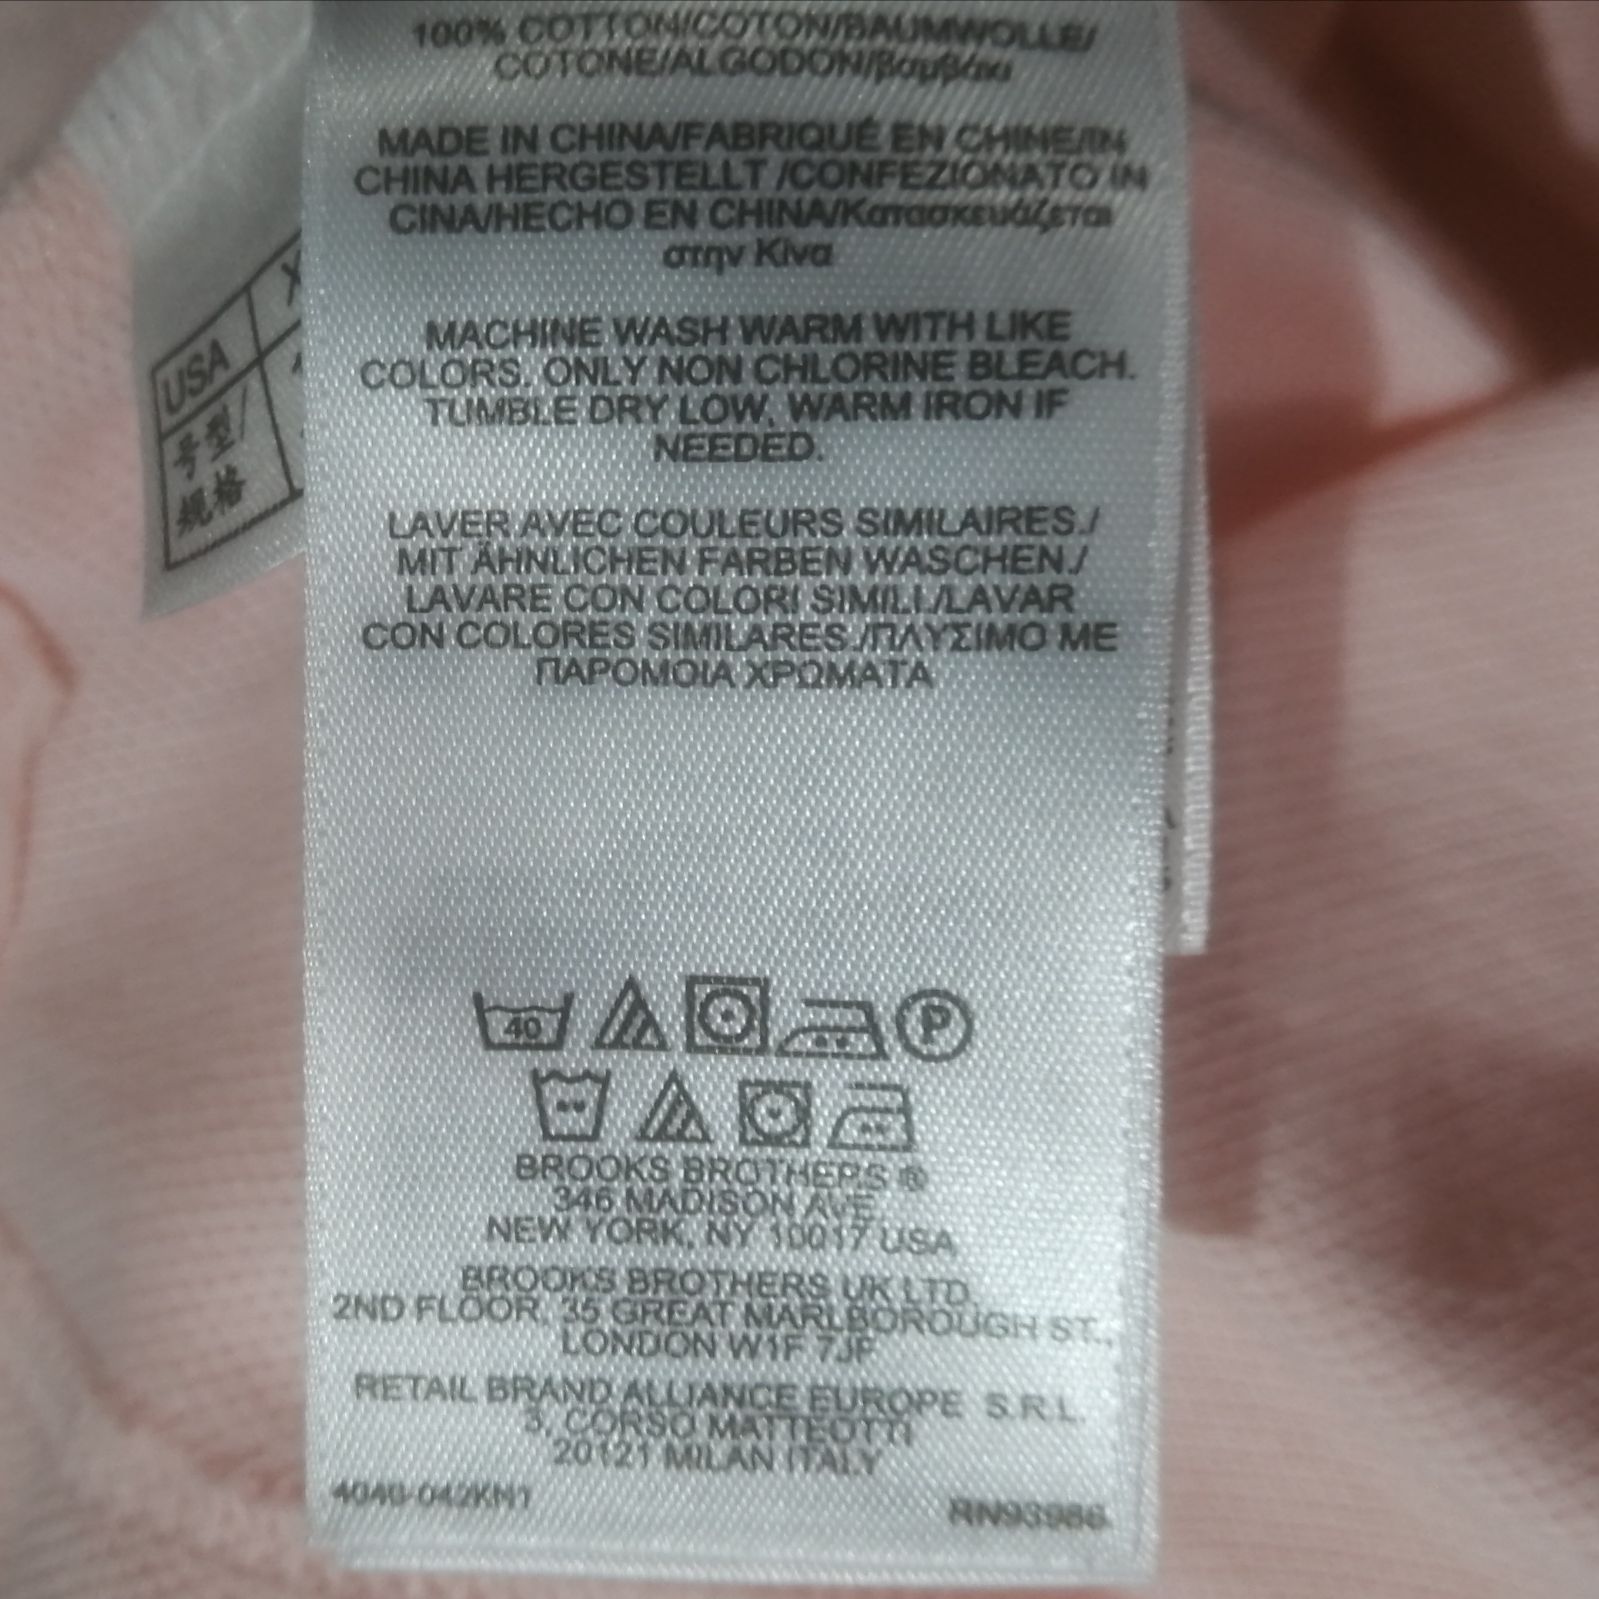 100% COTTON/COTON/BAUMWOLLE/
COTONE/ALGODON/βαμβάκι
MADE IN CHINA/FABRIQUÉ EN CHINE/IN
CHINA HERGESTELLT /CONFEZIONATO IN
CINA/HECHO EN CHINA/Κατασκευάζεται
στην Κίνα
MACHINE WASH WARM WITH LIKE
COLORS. ONLY NON CHLORINE BLEACH.
TUMBLE DRY LOW, WARM IRON IF
NEEDED.
LAVER AVEC COULEURS SIMILAIRES./
MIT ÄHNLICHEN FARBEN WASCHEN./
LAVARE CON COLORI SIMILI./LAVAR
CON COLORES SIMILARES./ΠΛΥΣΙΜΟ ΜΕ
ΠΑΡΟΜΟΙΑ ΧΡΩΜΑΤΑ
40
P
BROOKS BROTHERS ®
346 MADISON AVE
NEW YORK, NY 10017 USA
BROOKS BROTHERS UK LTD.
2ND FLOOR, 35 GREAT MARLBOROUGH ST.,
LONDON W1F 7JF
RETAIL BRAND ALLIANCE EUROPE S.R.L.
3, CORSO MATTEOTTI
20121 MILAN ITALY
4040-042KN1
RN93986
USA
号型/
规格